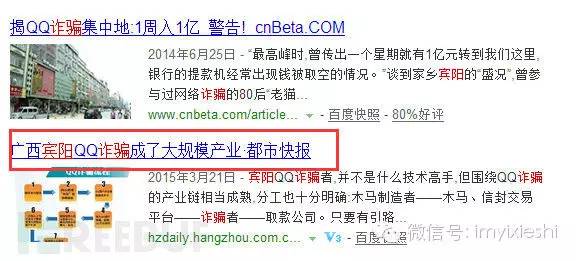 揭QQ诈骗集中地:1周入1亿 警告! cnBeta.COM
2014年6月25日 - “最高峰时,曾传出一个星期就有1亿元转到我们这里,
银行的提款机经常出现钱被取空的情况。”谈到家乡宾阳的“盛况”,曾参
与过网络诈骗的80后“老猫...
www.cnbeta.com/article... - 百度快照 - 80%好评
广西宾阳QQ诈骗成了大规模产业·都市快报
2015年3月21日 - 宾阳QQ诈骗者,并不是什么技术高手,但围绕QQ诈骗
的产业链相当成熟,分工也十分明确:木马制造者——木马、信封交易
平台——诈骗者——取款公司。只要有引骆...
hzdaily.hangzhou.com.c... V3 - 百度快照
REEBUF
微信号: imyixieshi